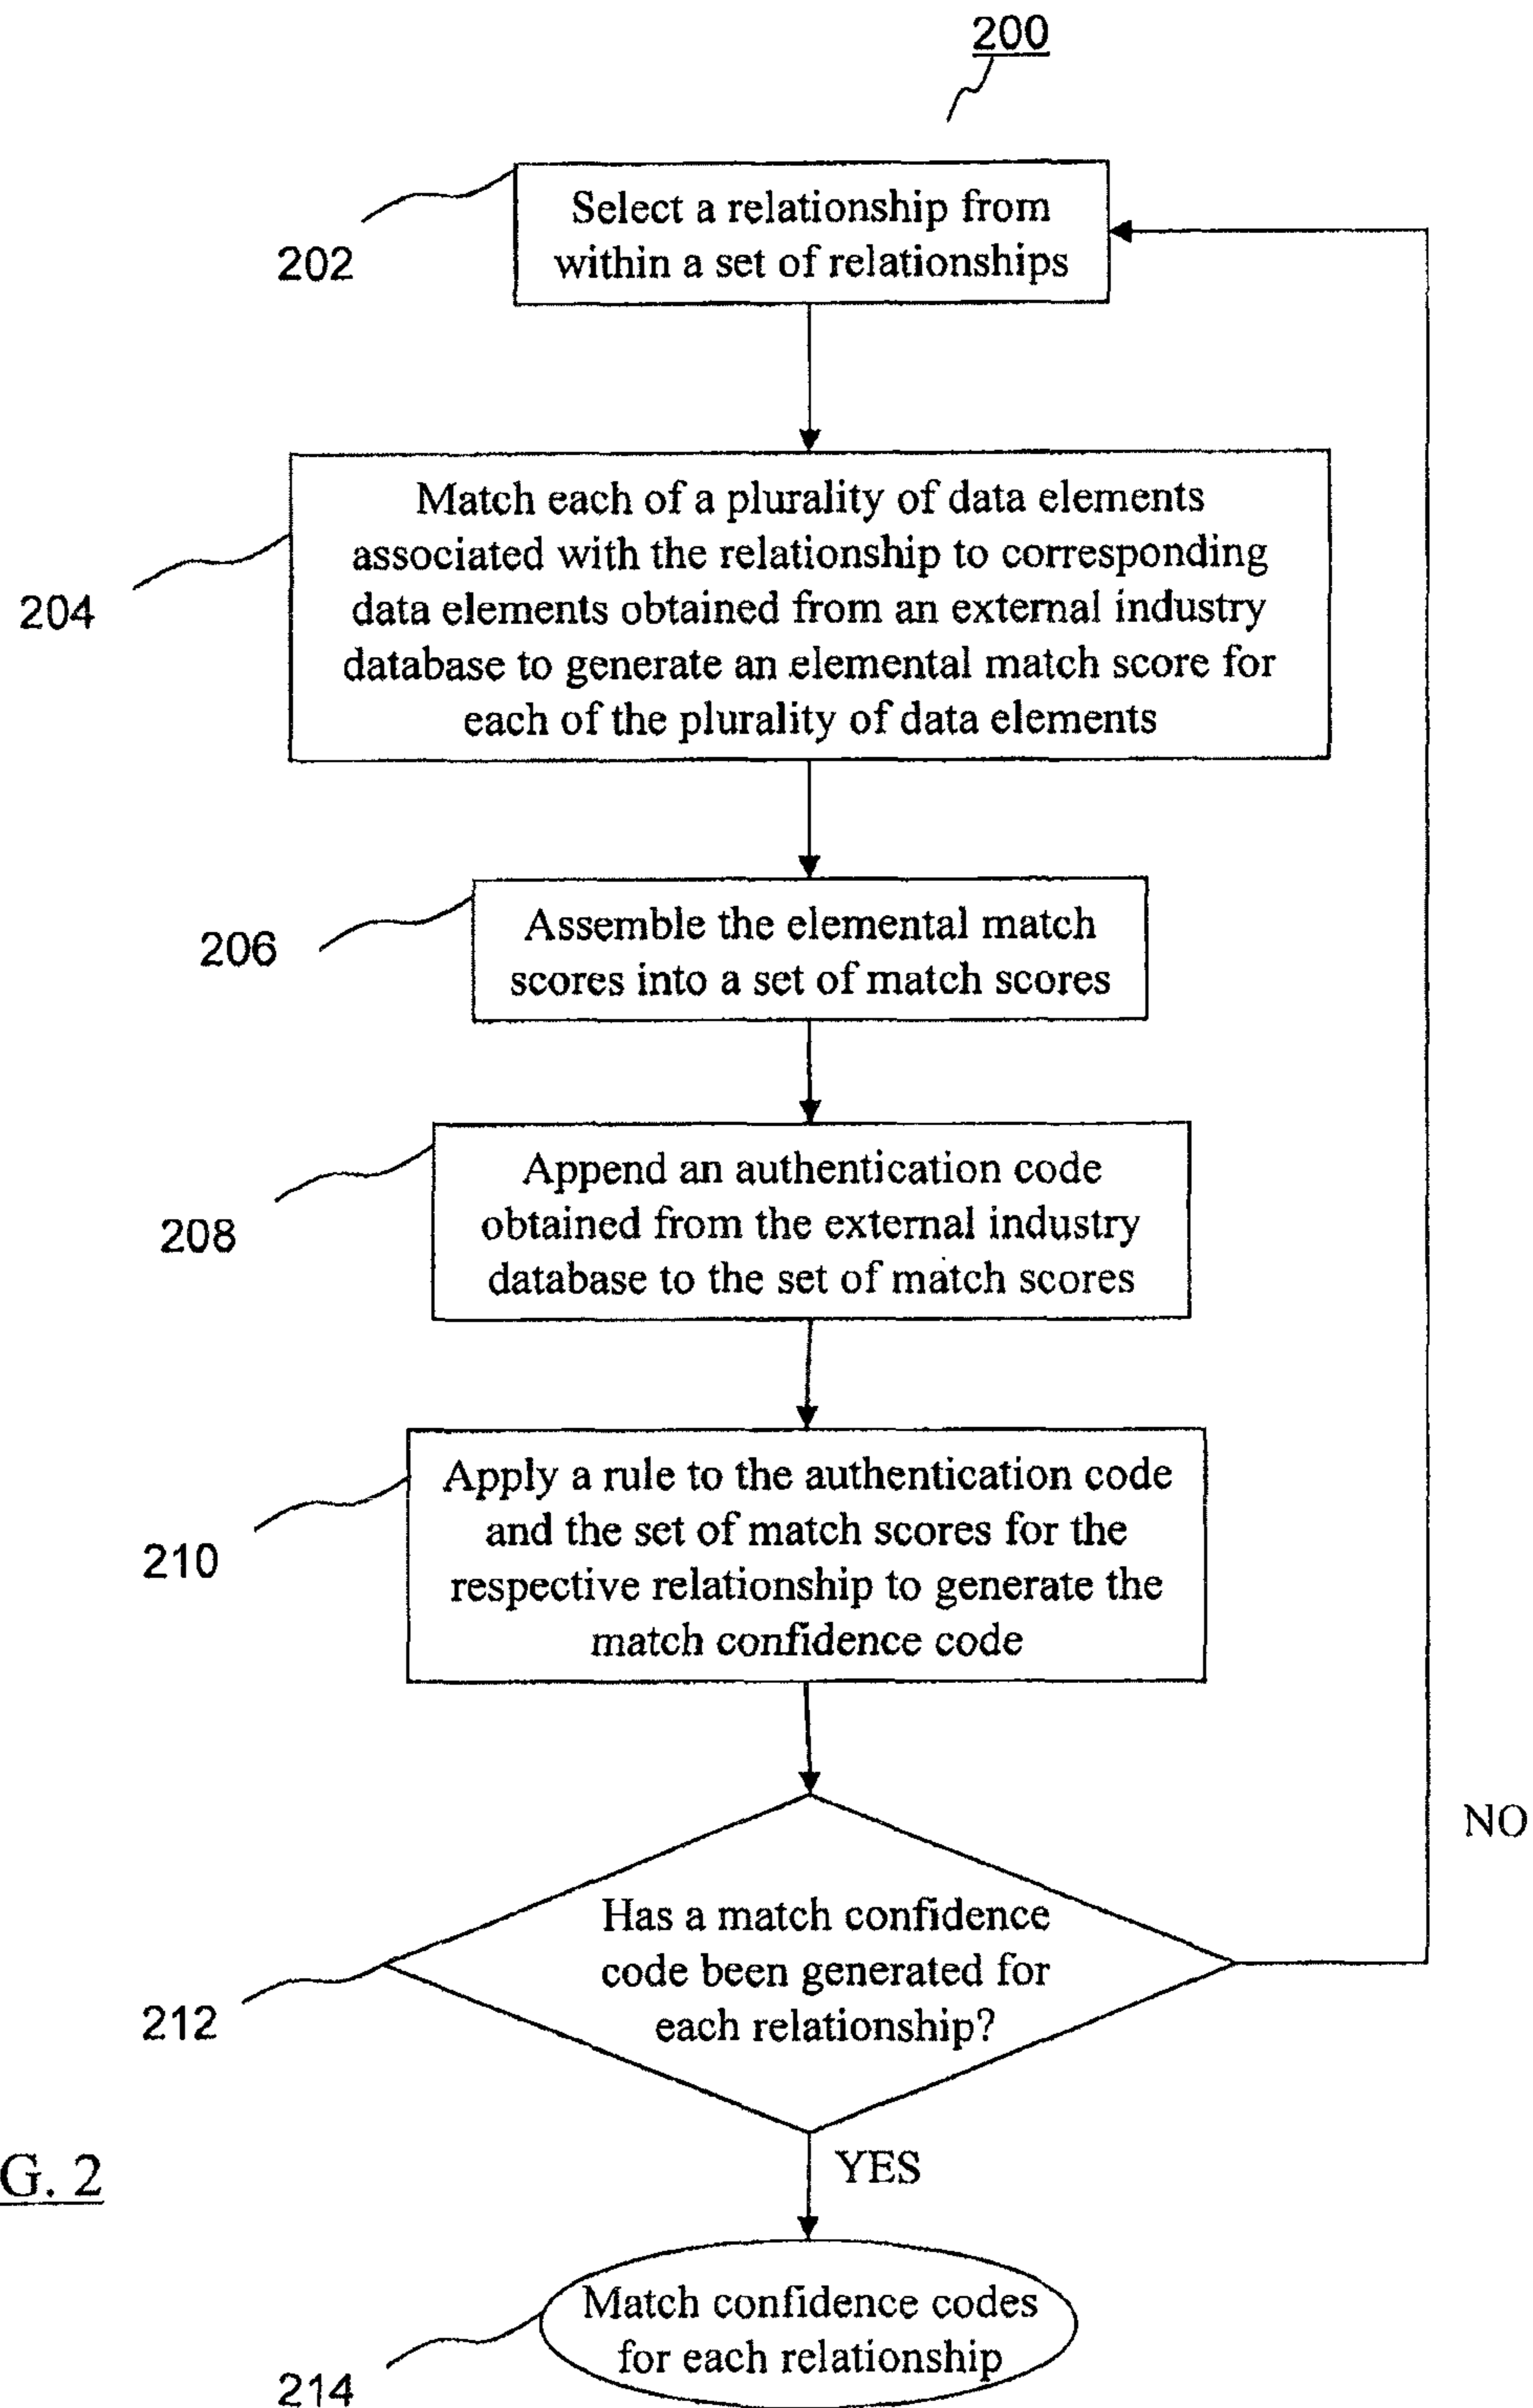 200
Select a relationship from
within a set of relationships
202
Match each of a plurality of data elements
associated with the relationship to corresponding
data elements obtained from an external industry
database to generate an elemental match score for
each of the plurality of data elements
204
Assemble the elemental match
scores into a set of match scores
206
Append an authentication code
obtained from the external industry
database to the set of match scores
208
Apply a rule to the authentication code
and the set of match scores for the
respective relationship to generate the
match confidence code
210
NO
Has a match confidence
code been generated for
each relationship?
212
G. 2
YES
Match confidence codes
for each relationship
214